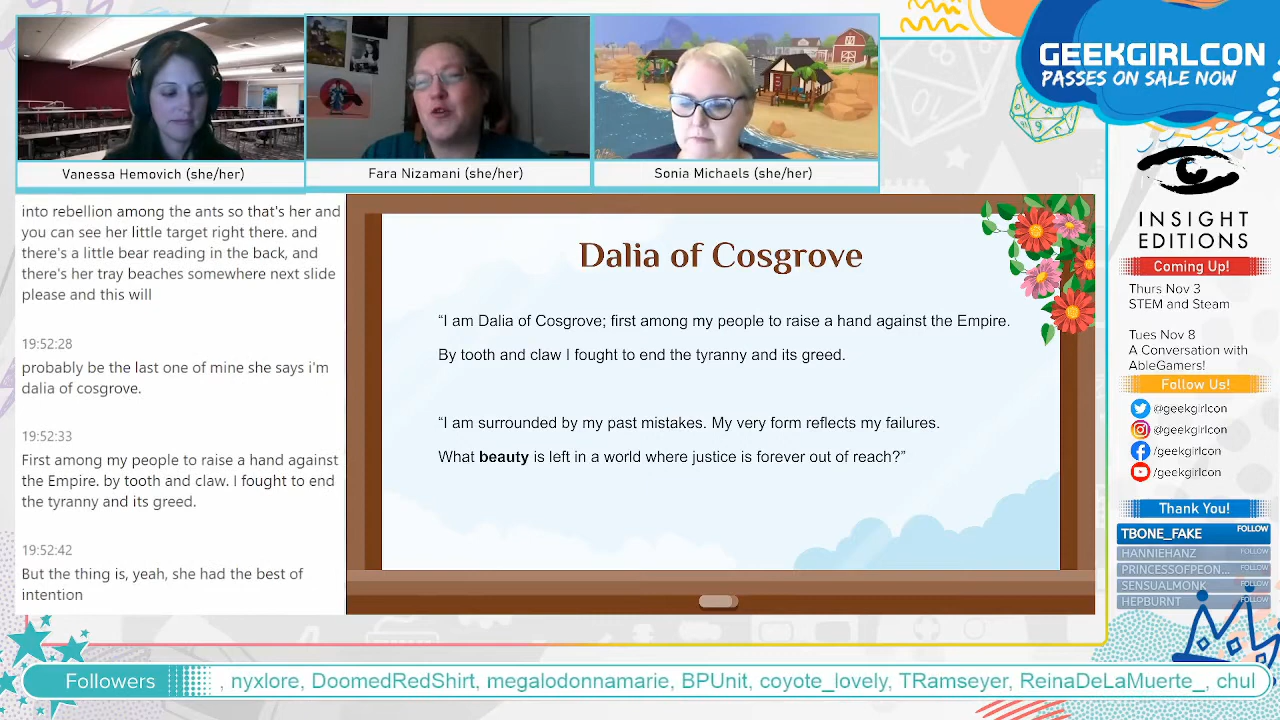 GEEKGIRLCON
PASSES ON SALE NOW
Vanessa Hemovich (she/her)
Fara Nizamani (she/her)
Sonia Michaels (she/her)
into rebellion among the ants so that's her and
you can see her little target right there. and
there's a little bear reading in the back, and
there's her tray beaches somewhere next slide
please and this will
19:52:28
probably be the last one of mine she says i'm
dalia of cosgrove.
19:52:33
First among my people to raise a hand against
the Empire. by tooth and claw. I fought to end
the tyranny and its greed.
19:52:42
But the thing is, yeah, she had the best of
intention
Dalia of Cosgrove
“I am Dalia of Cosgrove; first among my people to raise a hand against the Empire.
By tooth and claw I fought to end the tyranny and its greed.
“I am surrounded by my past mistakes. My very form reflects my failures.
What beauty is left in a world where justice is forever out of reach?”
INSIGHT
EDITIONS
Coming Up!
Thurs Nov 3
STEM and Steam
Tues Nov 8
A Conversation with
AbleGamers!
Follow Us!
@geekgirlcon
@geekgirlcon
/geekgirlcon
/geekgirlcon
Thank You!
TBONE_FAKE FOLLOW
HANNIEHANZ FOLLOW
PRINCESSOFPEON... FOLLOW
SENSUALMONK FOLLOW
HEPBURNT FOLLOW
Followers , nyxlore, DoomedRedShirt, megalodonnamarie, BPUnit, coyote_lovely, TRamseyer, ReinaDeLaMuerte_, chul